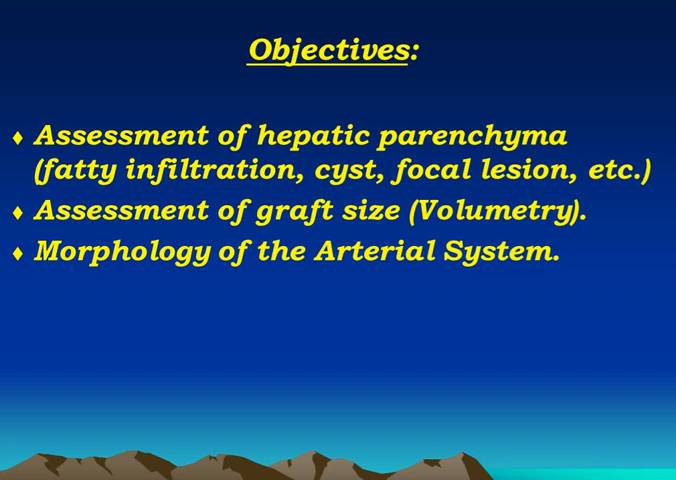 Objectives:
♦ Assessment of hepatic parenchyma
(fatty infiltration, cyst, focal lesion, etc.)
♦ Assessment of graft size (Volumetry).
♦ Morphology of the Arterial System.